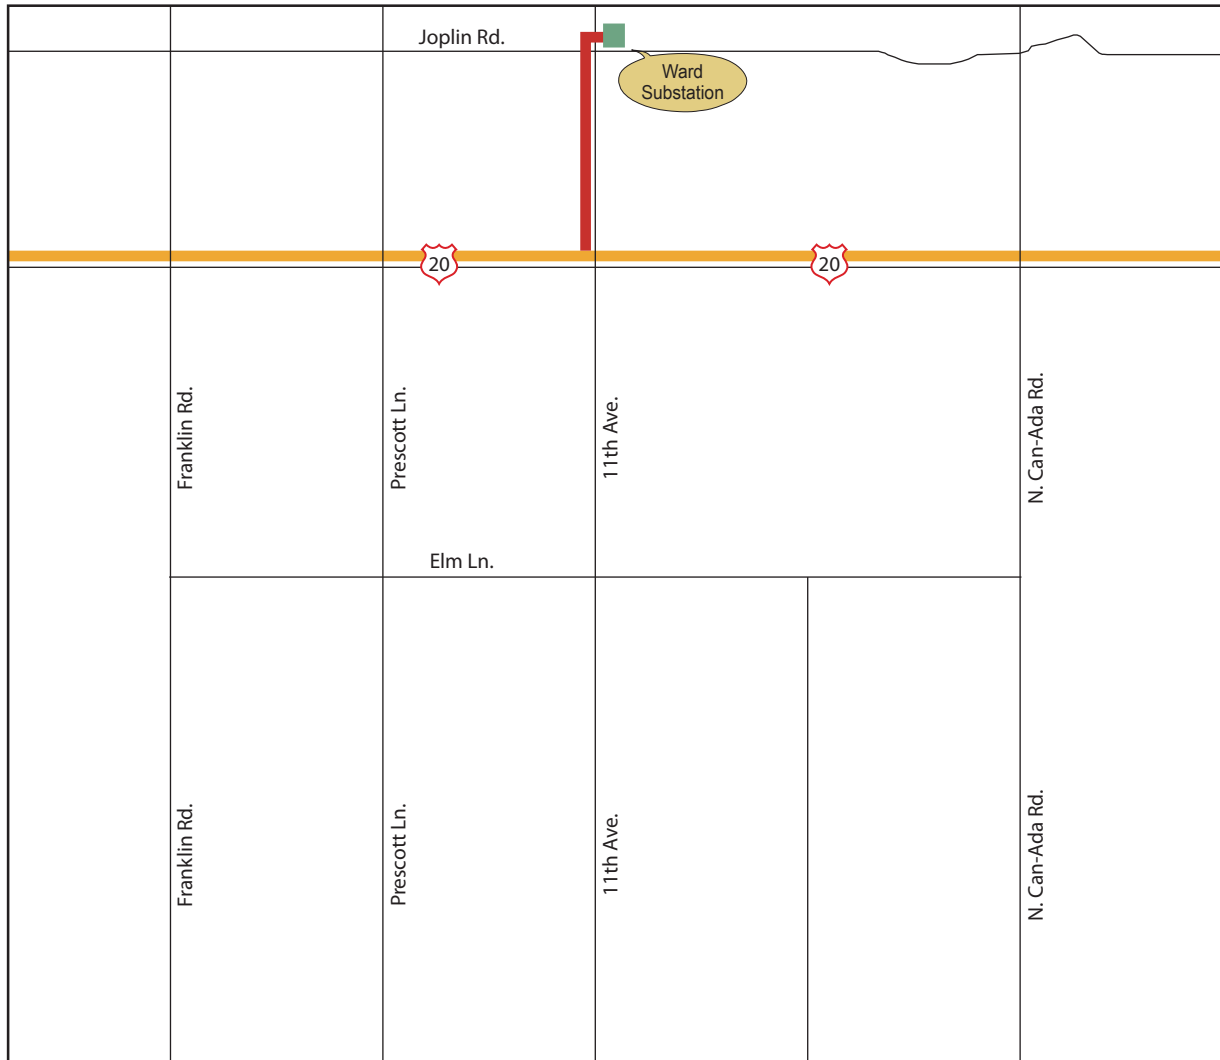 Joplin Rd.
Ward
Substation
20
20
Franklin Rd.
Prescott Ln.
11th Ave.
N. Can-Ada Rd.
Elm Ln.
Franklin Rd.
Prescott Ln.
11th Ave.
N. Can-Ada Rd.